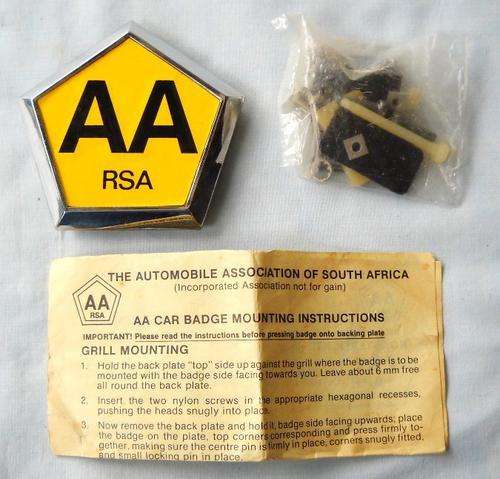 AA
RSA
AA
RSA
THE AUTOMOBILE ASSOCIATION OF SOUTH AFRICA
(Incorporated Association not for gain)
AA CAR BADGE MOUNTING INSTRUCTIONS
IMPORTANT! Please read the instructions before pressing badge onto backing plate
GRILL MOUNTING
1. Hold the back plate "top" side up against the grill where the badge is to be
mounted with the badge side facing towards you. Leave about 6 mm free
all round the back plate.
2. Insert the two nylon screws in the appropriate hexagonal recesses,
pushing the heads snugly into place.
3. Now remove the back plate and hold it, badge side facing upwards, place
the badge on the plate, top corners corresponding and press firmly to-
gether, making sure the centre pin is firmly in place, corners snugly fitted,
and small locking pin in place.